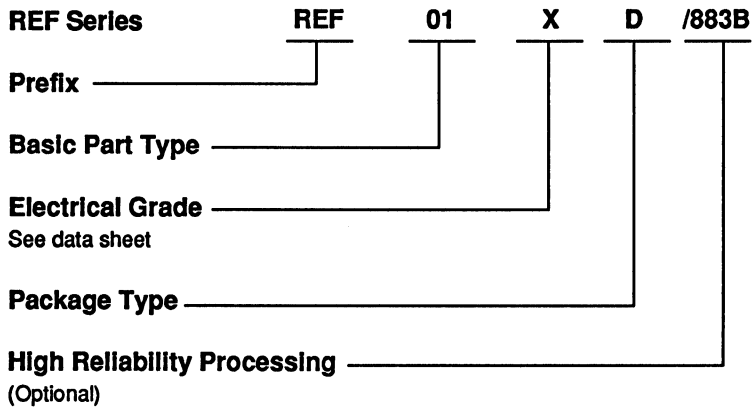 REF Series REF 01 X D /883B
Prefix
Basic Part Type
Electrical Grade
See data sheet
Package Type
High Reliability Processing
(Optional)